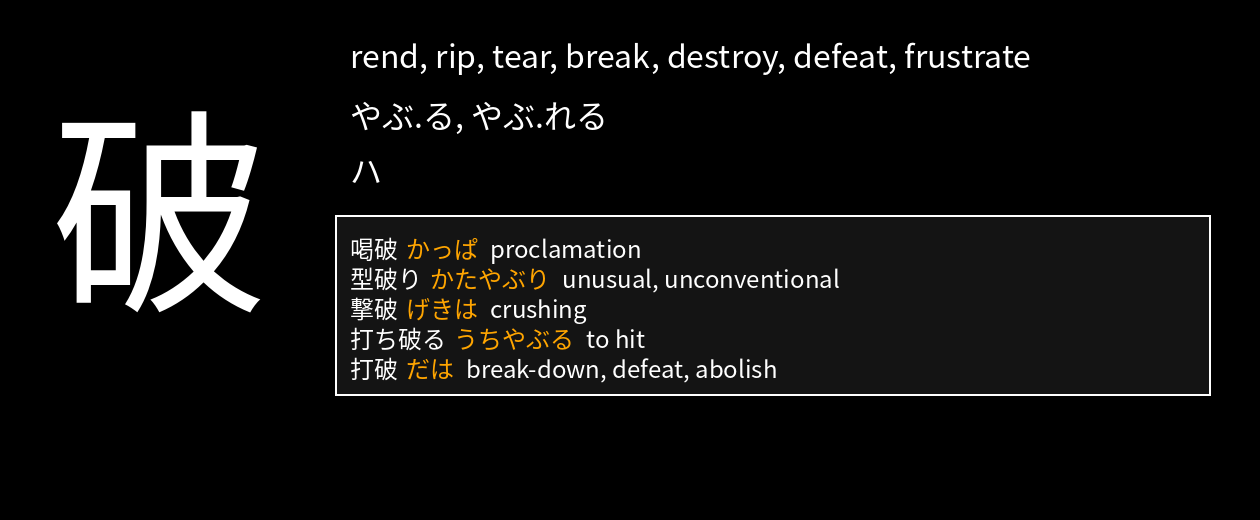 破
rend, rip, tear, break, destroy, defeat, frustrate
やぶ.る, やぶ.れる
ハ
喝破 かっぱ proclamation
型破り かたやぶり unusual, unconventional
撃破 げきは crushing
打ち破る うちやぶる to hit
打破 だは break-down, defeat, abolish